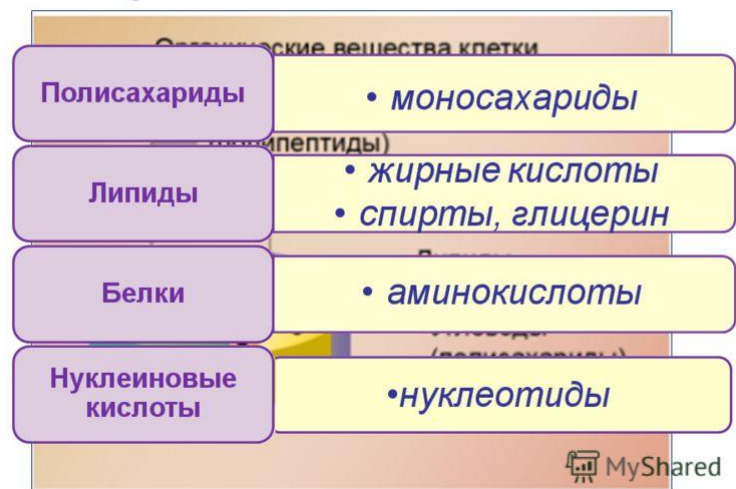 Органические вещества клетки
Полисахариды
• моносахариды
Липиды
• жирные кислоты
• спирты, глицерин
Белки
• аминокислоты
Нуклеиновые
кислоты
•нуклеотиды
MyShared